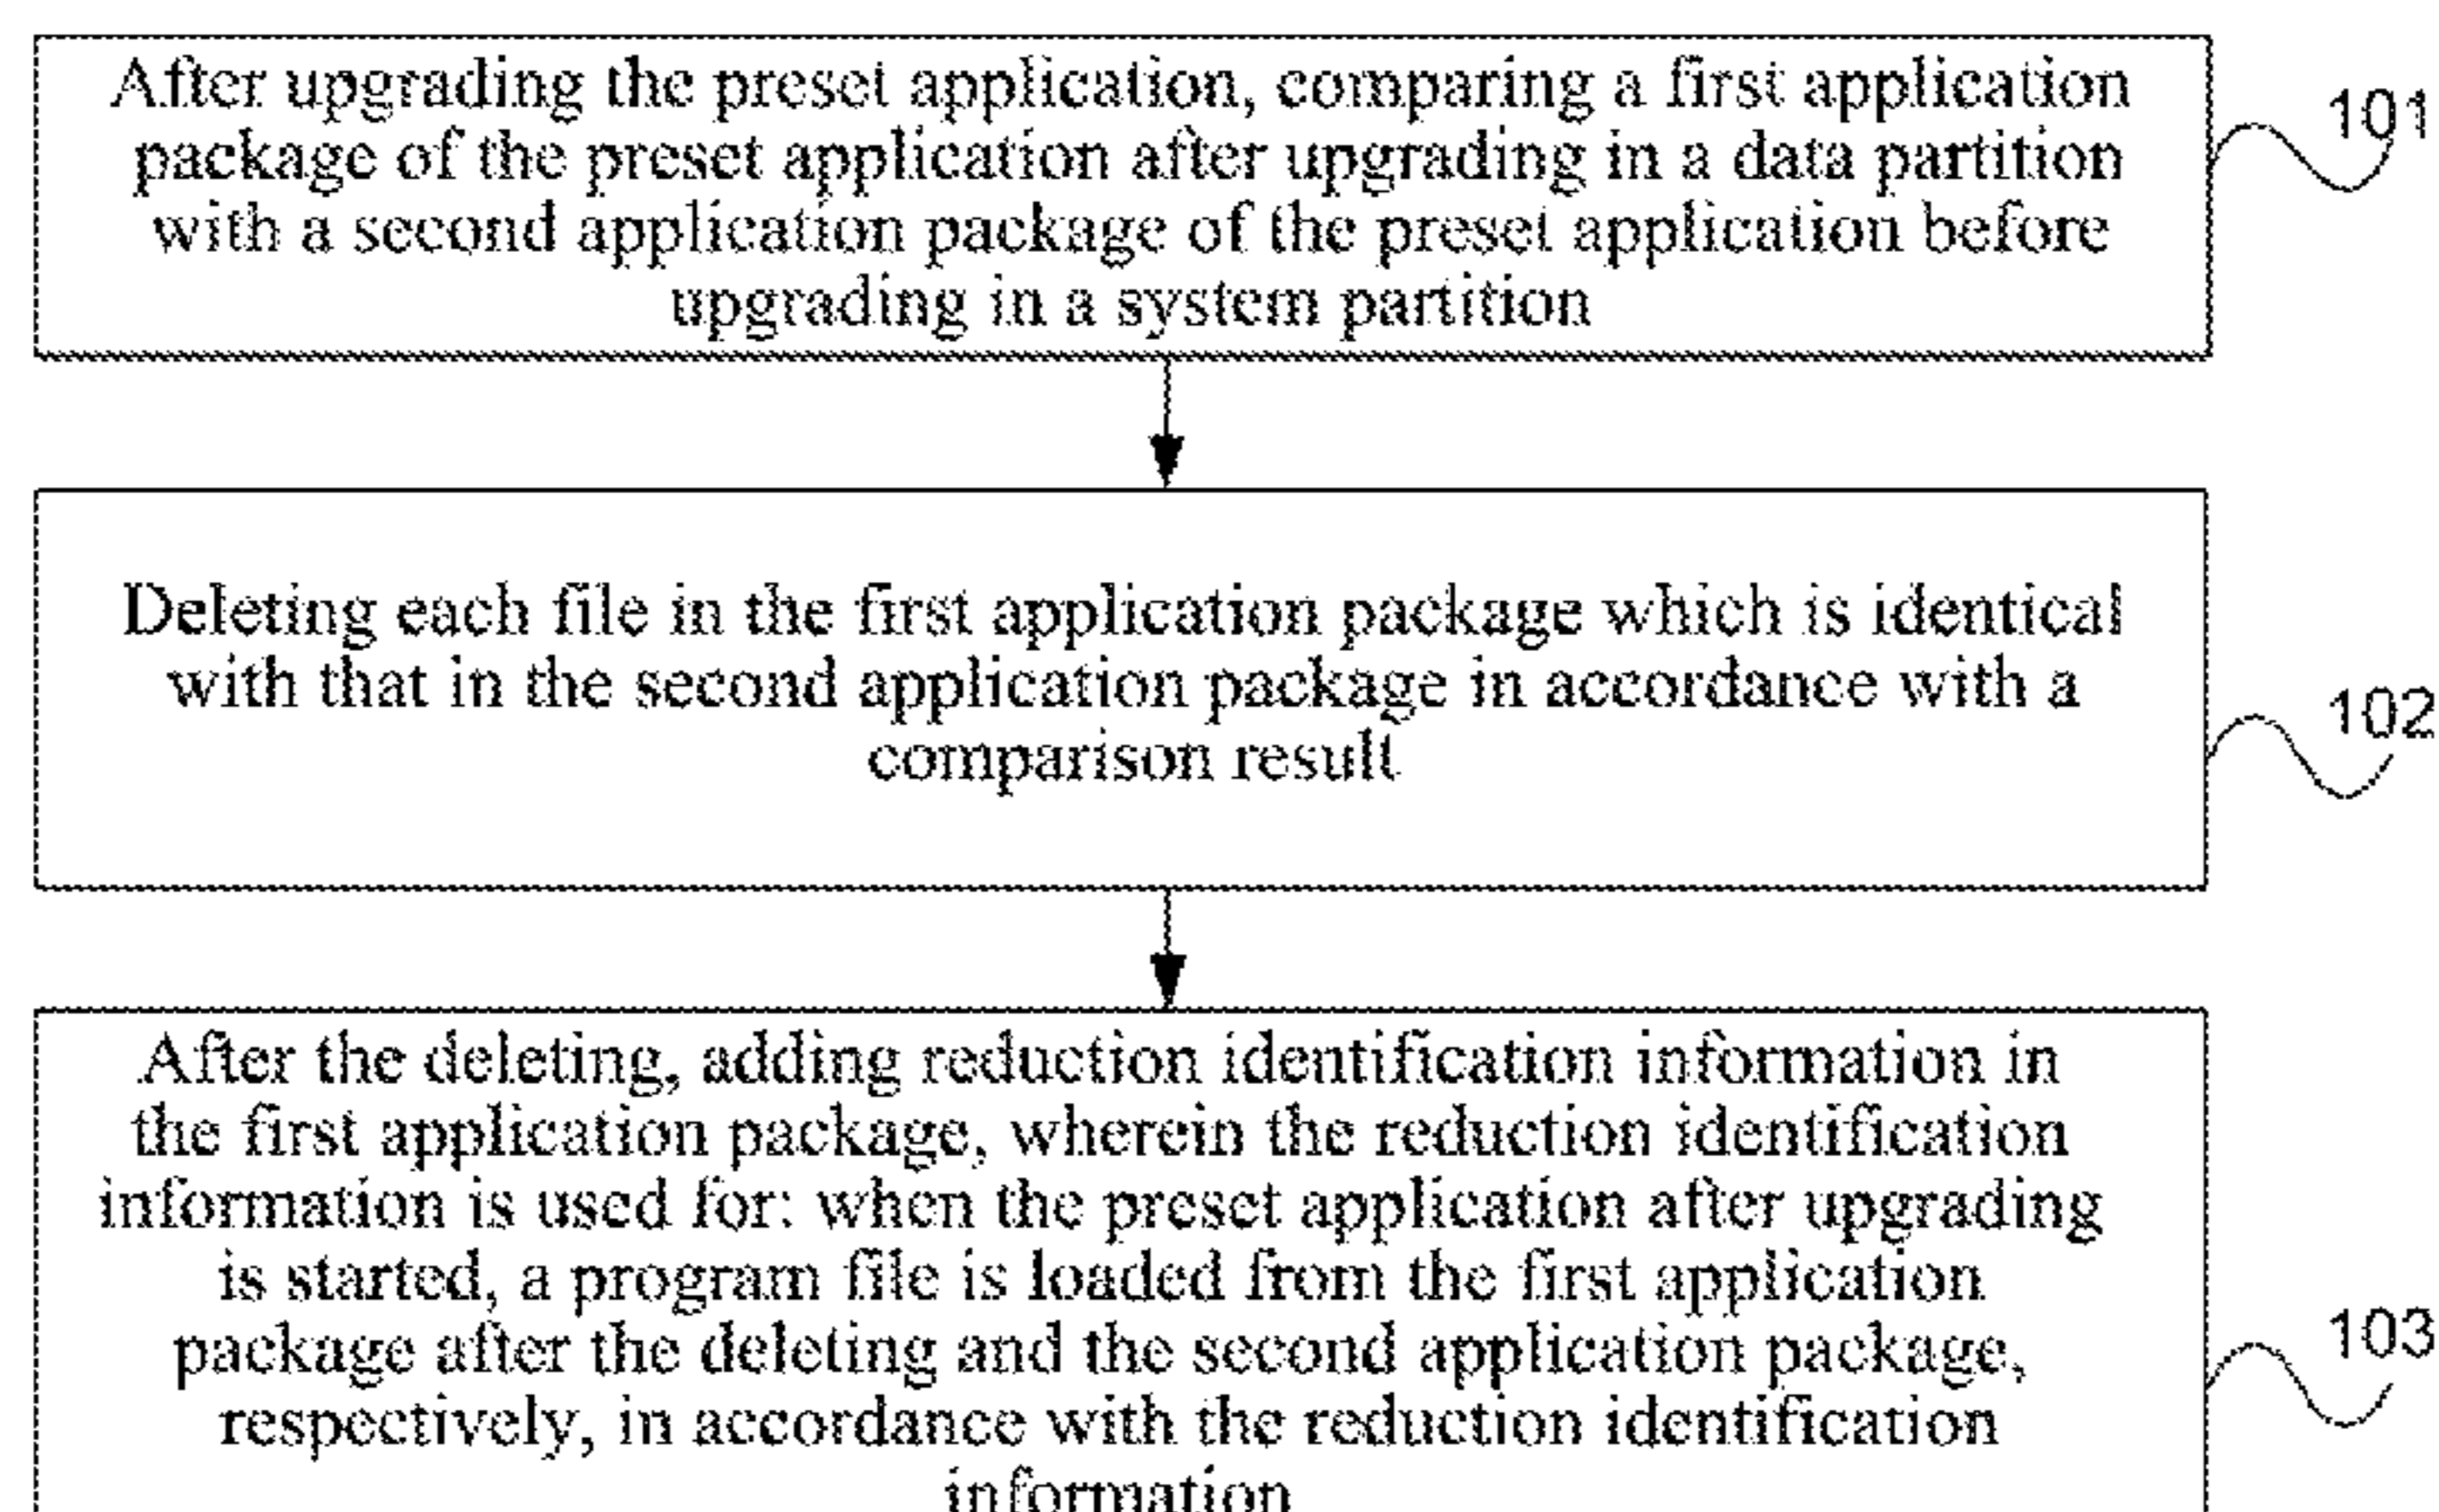 After upgrading the preset application, comparing a first application
package of the preset application after upgrading in a data partition
with a second application package of the preset application before
upgrading in a system partition
101
Deleting each file in the first application package which is identical
with that in the second application package in accordance with a
comparison result
102
After the deleting, adding reduction identification information in
the first application package, wherein the reduction identification
information is used for: when the preset application after upgrading
is started, a program file is loaded from the first application
package after the deleting and the second application package,
respectively, in accordance with the reduction identification
information
103